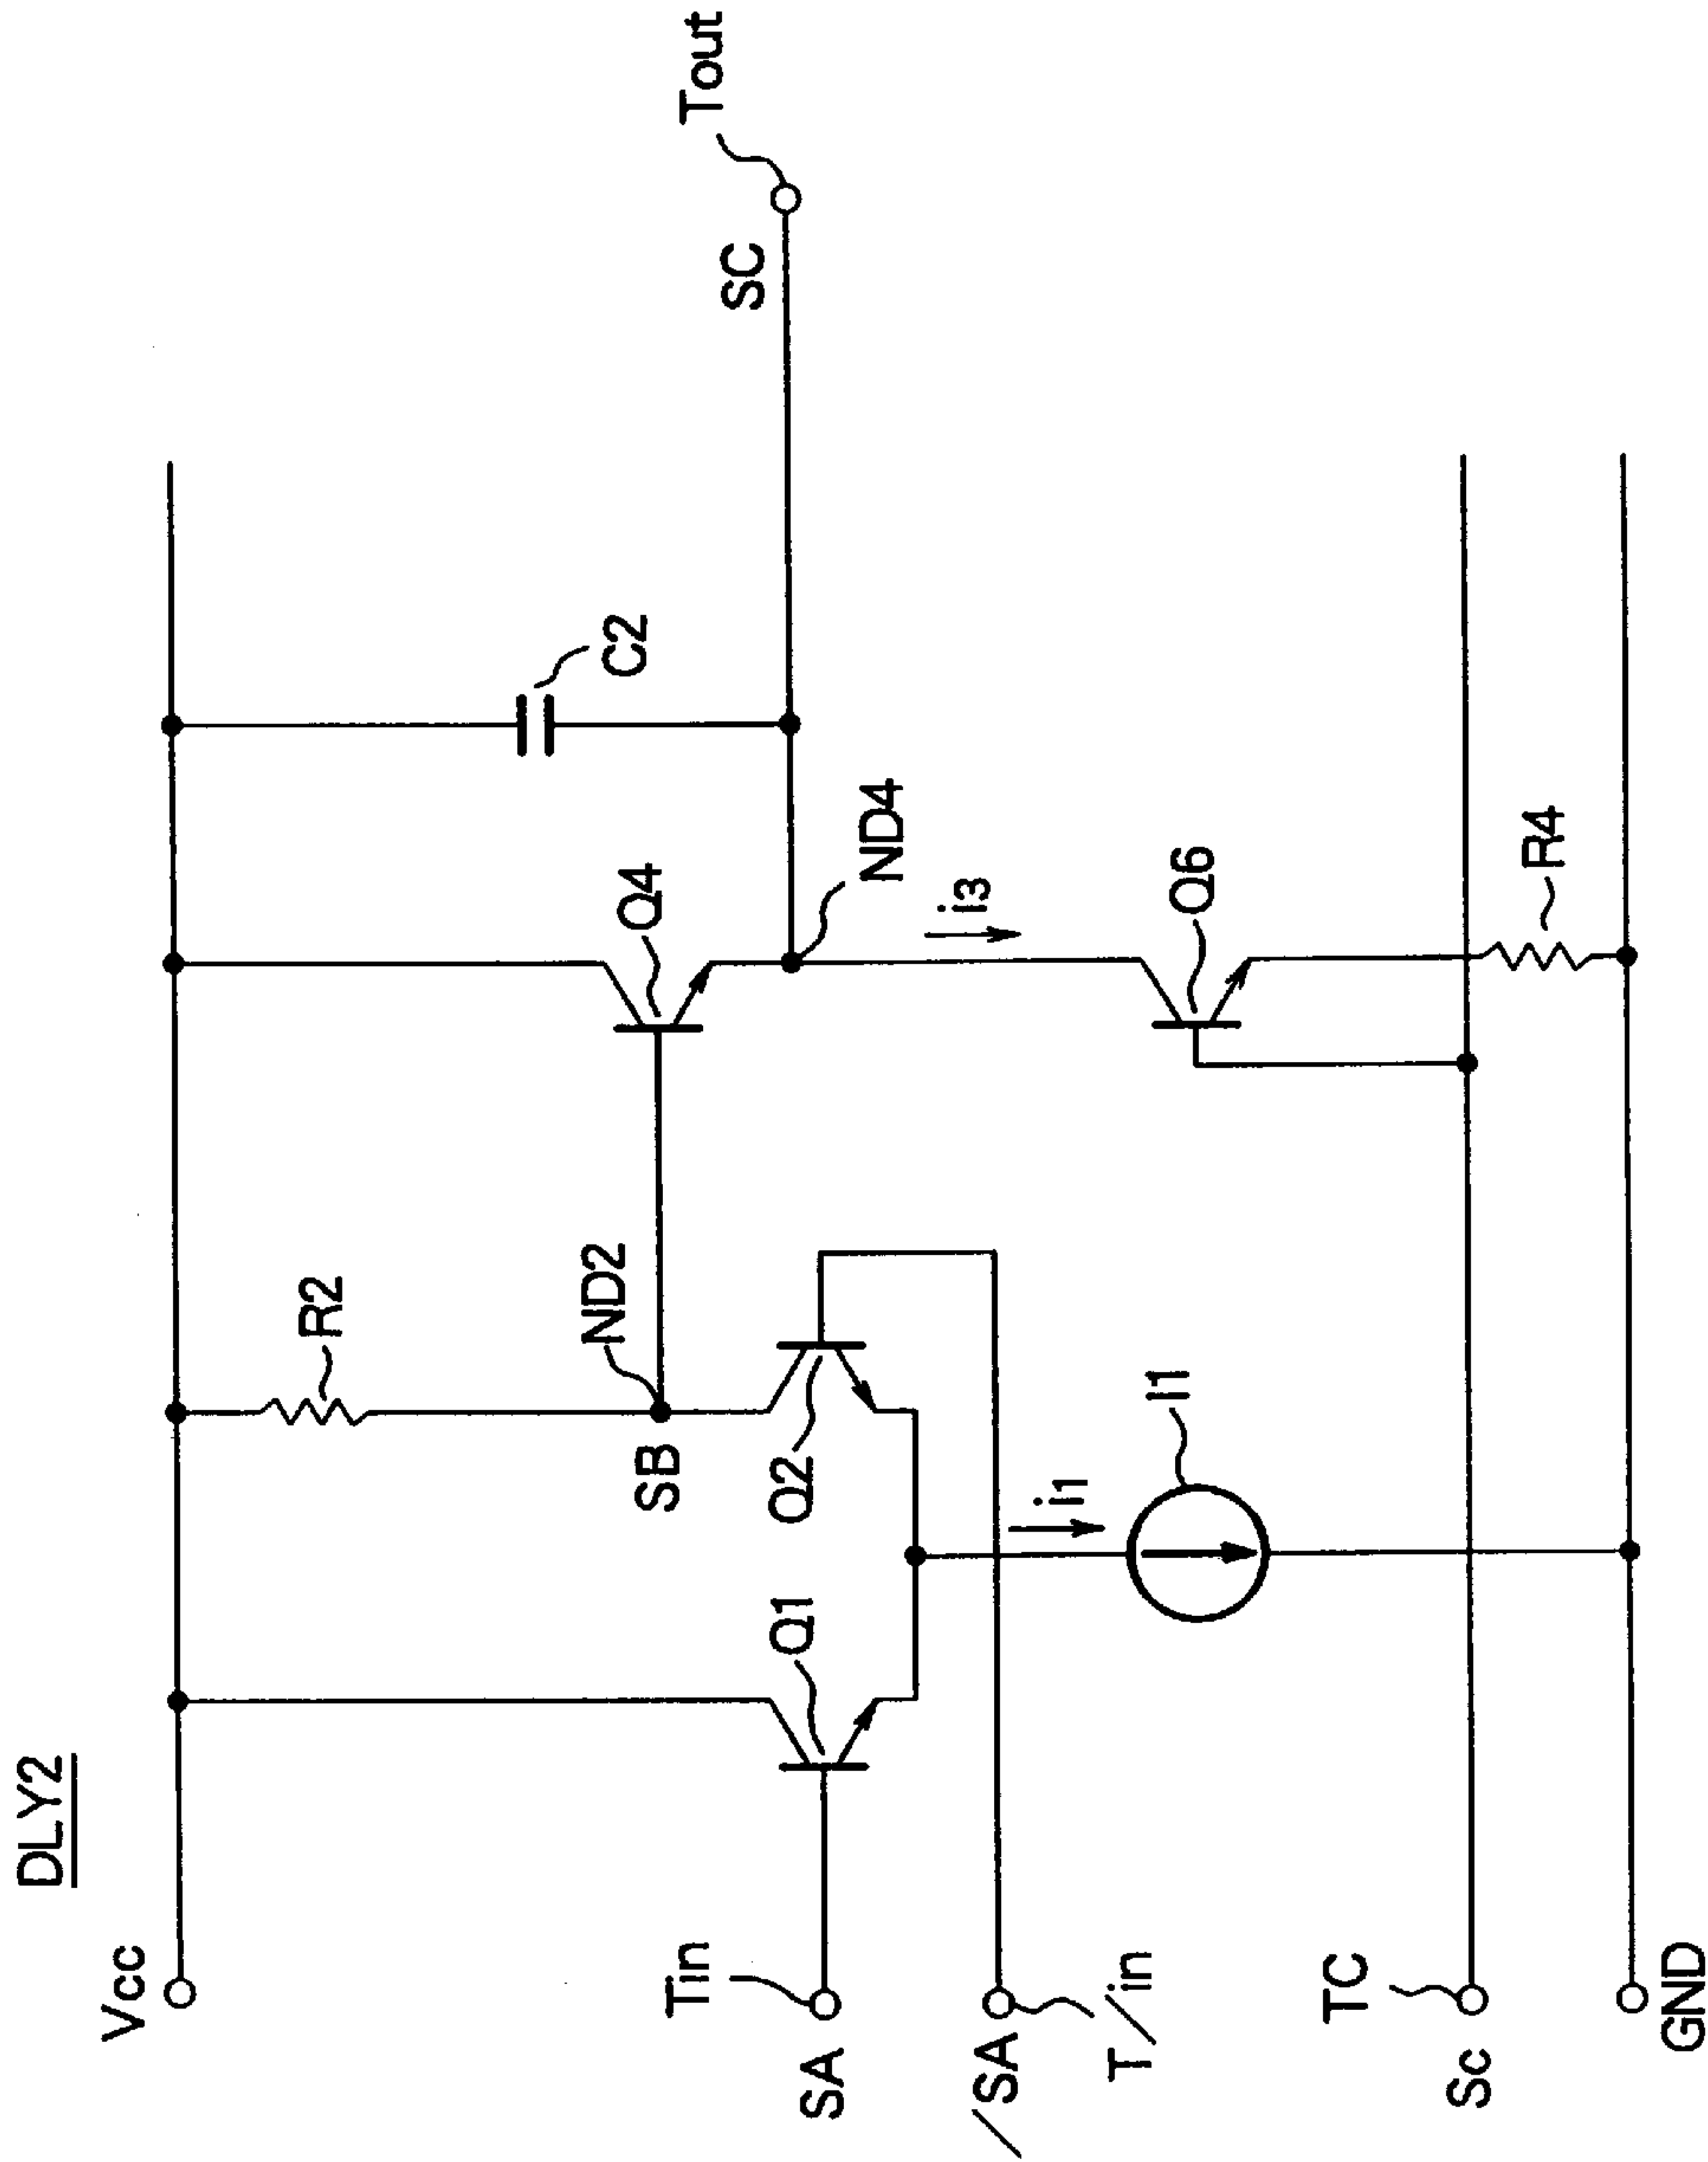 DLY2
Vcc
R2
C2
Q4
ND2
Tin
SB
Tout
SA
Q1
Q2
SC
ND4
/SA
T/in
i1
i3
I1
Q6
TC
Sc
R4
GND